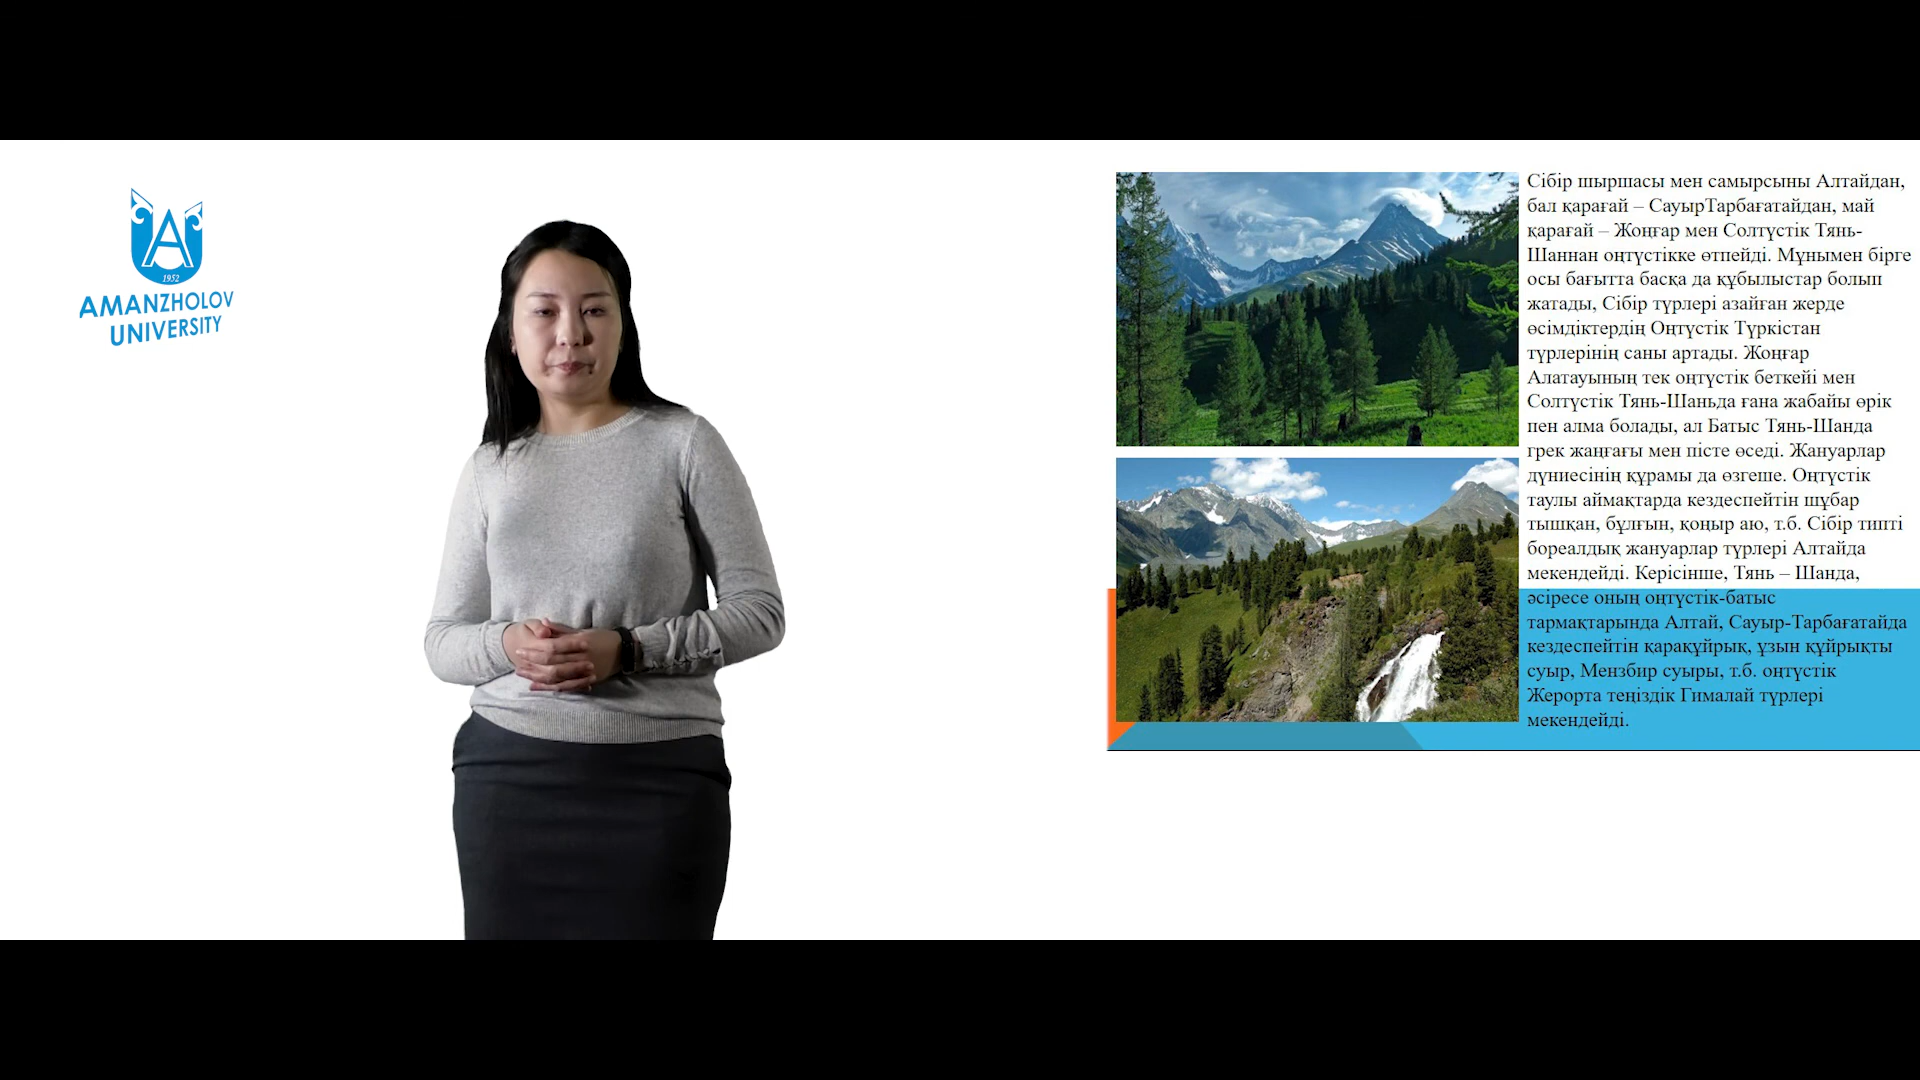 1952
AMANZHOLOV
UNIVERSITY
Сібір шыршасы мен самырсыны Алтайдан,
бал қарағай – СауырТарбағатайдан, май
қарағай – Жоңғар мен Солтүстік Тянь-
Шаннан оңтүстікке өтпейді. Мұнымен бірге
осы бағытта басқа да құбылыстар болып
жатады, Сібір түрлері азайған жерде
өсімдіктердің Оңтүстік Түркістан
түрлерінің саны артады. Жоңғар
Алатауының тек оңтүстік беткейі мен
Солтүстік Тянь-Шаньда ғана жабайы өрік
пен алма болады, ал Батыс Тянь-Шанда
грек жаңғағы мен пісте өседі. Жануарлар
дүниесінің құрамы да өзгеше. Оңтүстік
таулы аймақтарда кездеспейтін шұбар
тышқан, бұлғын, қоңыр аю, т.б. Сібір типті
бореалдық жануарлар түрлері Алтайда
мекендейді. Керісінше, Тянь – Шанда,
әсіресе оның оңтүстік-батыс
тармақтарында Алтай, Сауыр-Тарбағатайда
кездеспейтін қарақұйрық, ұзын құйрықты
суыр, Мензбир суыры, т.б. оңтүстік
Жерорта теңіздік Гималай түрлері
мекендейді.